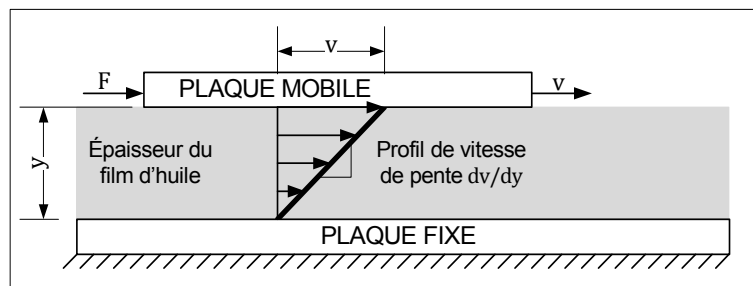 v
F
PLAQUE MOBILE
v
y
Épaisseur du
film d'huile
Profil de vitesse
de pente dv/dy
PLAQUE FIXE